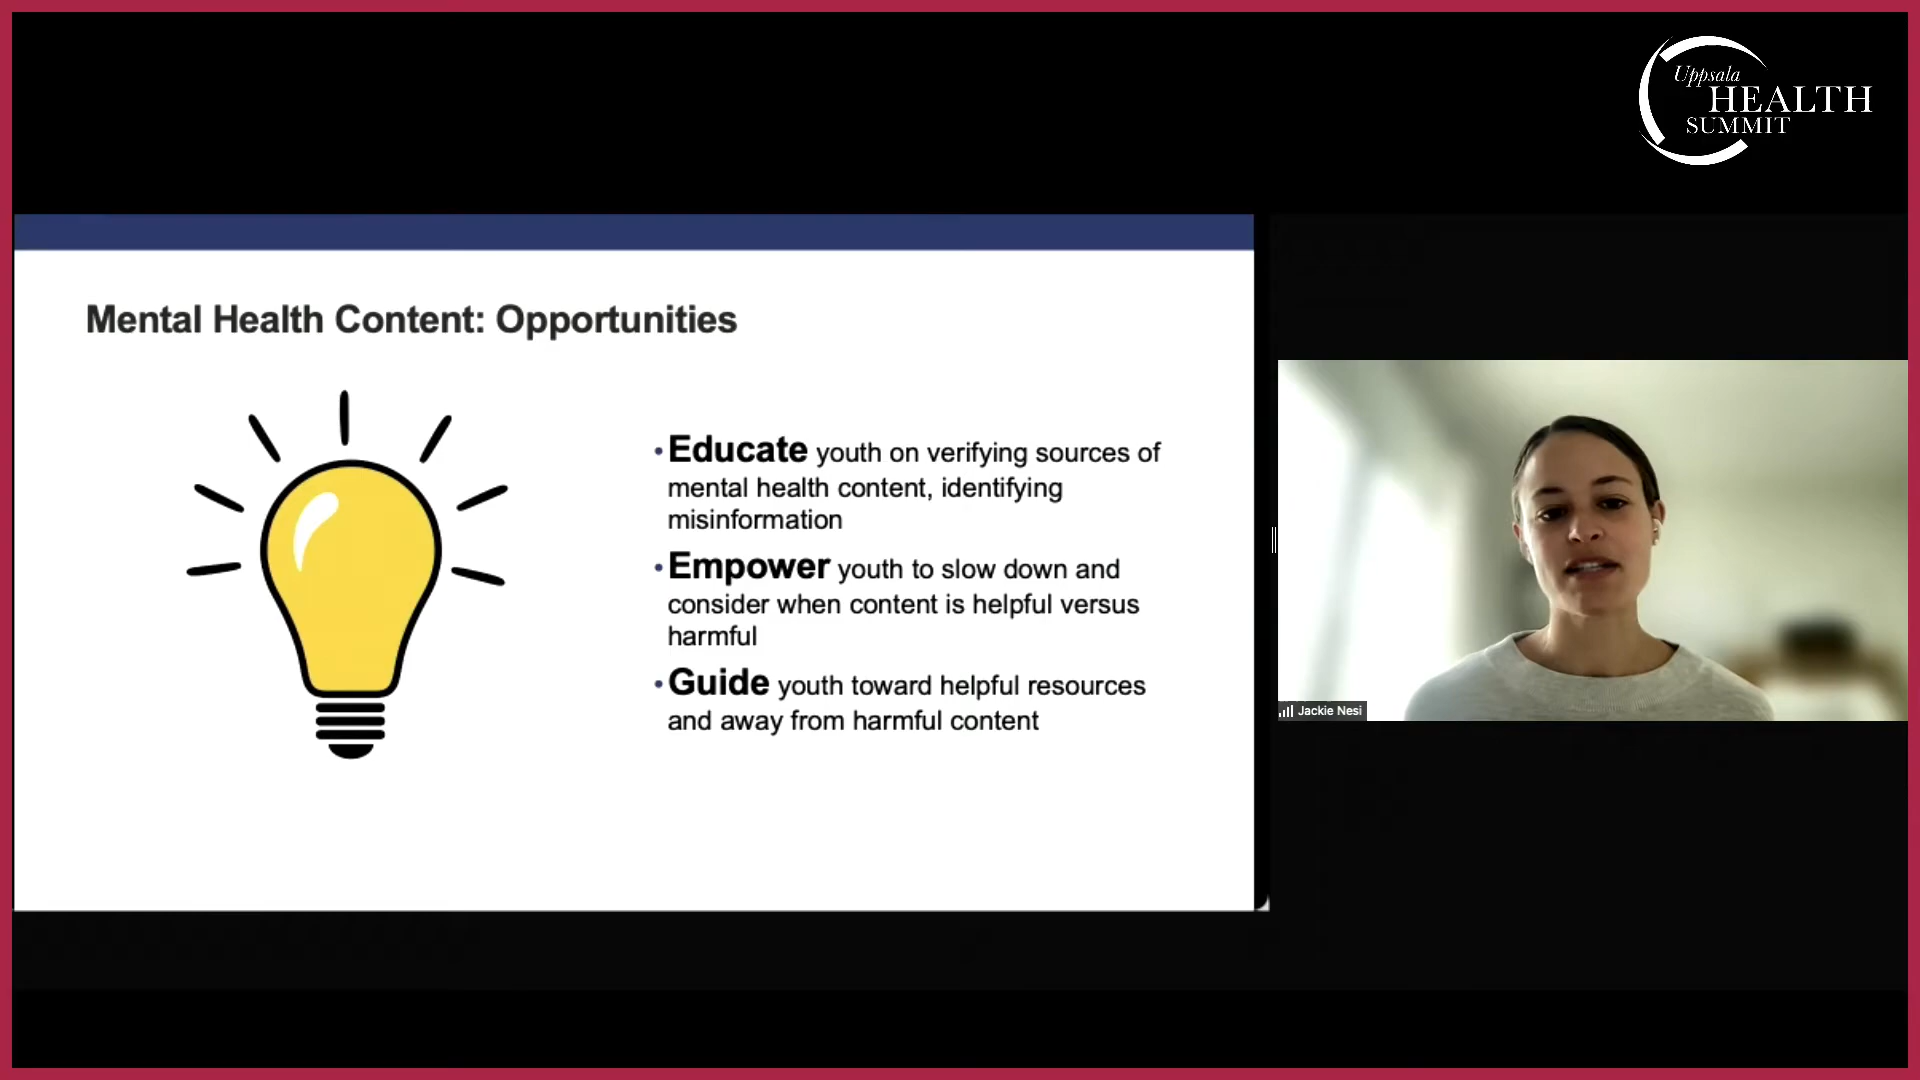 Uppsala
HEALTH
SUMMIT
Mental Health Content: Opportunities
•Educate youth on verifying sources of
mental health content, identifying
misinformation
•Empower youth to slow down and
consider when content is helpful versus
harmful
•Guide youth toward helpful resources
and away from harmful content
Jackie Nesi